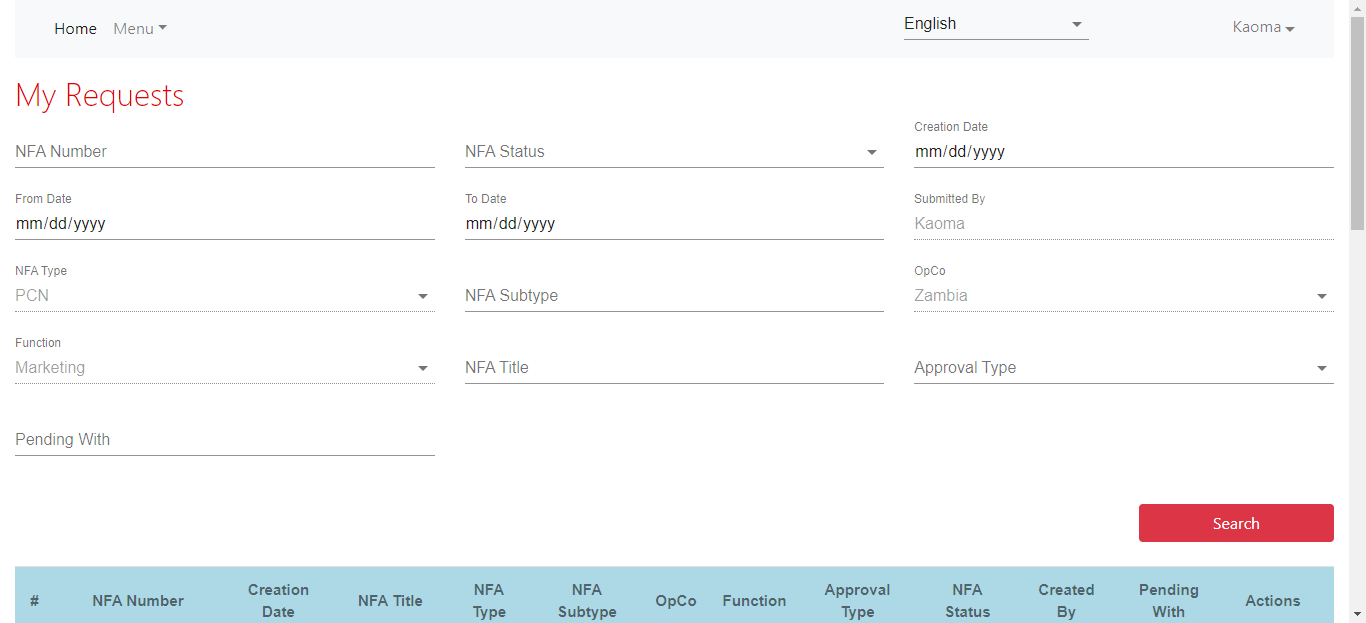 Home Menu English Kaoma
My Requests
Creation Date
NFA Number NFA Status mm/dd/yyyy
From Date To Date Submitted By
mm/dd/yyyy mm/dd/yyyy Kaoma
NFA Type OpCo
PCN NFA Subtype Zambia
Function
Marketing NFA Title Approval Type
Pending With
Search
# NFA Number Creation Date NFA Title NFA Type NFA Subtype OpCo Function Approval Type NFA Status Created By Pending With Actions